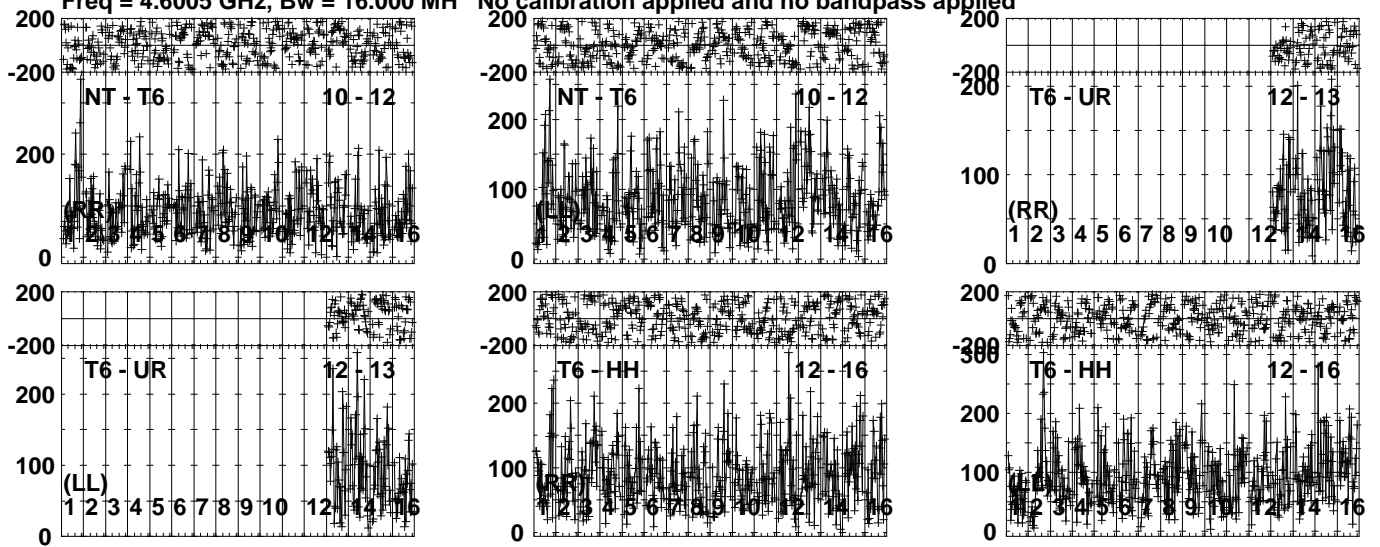 Freq = 4.6005 GHz, Bw = 16.000 MH No calibration applied and no bandpass applied
200
-200
NT - T6 10 - 12
200
(RR)
1 2 3 4 5 6 7 8 9 10 12 14 16
0
200
-200
NT - T6 10 - 12
200
100
(LL)
1 2 3 4 5 6 7 8 9 10 12 14 16
0
200
-200
200
T6 - UR 12 - 13
100
(RR)
1 2 3 4 5 6 7 8 9 10 12 14 16
0
200
-200
T6 - UR 12 - 13
200
100
(LL)
1 2 3 4 5 6 7 8 9 10 12 14 16
0
200
-200
T6 - HH 12 - 16
200
100
(RR)
1 2 3 4 5 6 7 8 9 10 12 14 16
0
200
-200
300
T6 - HH 12 - 16
200
100
(LL)
1 2 3 4 5 6 7 8 9 10 12 14 16
0